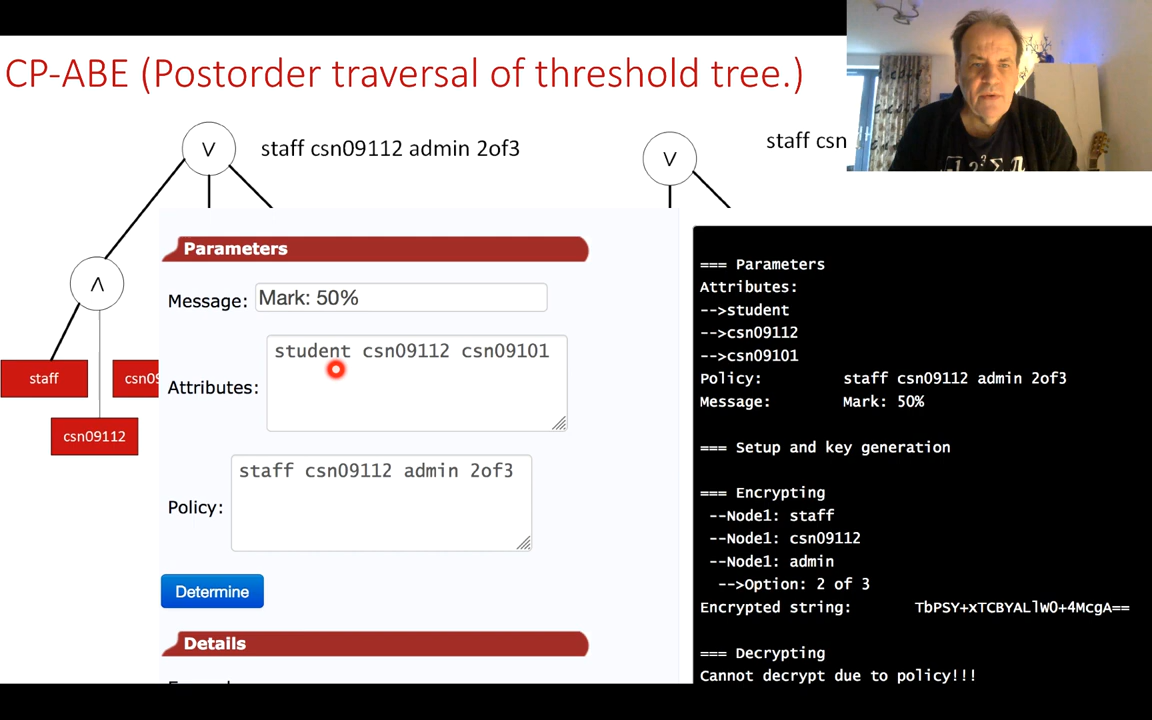 CP-ABE (Postorder traversal of threshold tree.)
V
staff csn09112 admin 2of3
V
staff csn
Λ
staff
csn09
csn09112
Parameters
Message: Mark: 50%
Attributes: student csn09112 csn09101
Policy: staff csn09112 admin 2of3
Determine
Details
=== Parameters
Attributes:
-->student
-->csn09112
-->csn09101
Policy: staff csn09112 admin 2of3
Message: Mark: 50%
=== Setup and key generation
=== Encrypting
--Node1: staff
--Node1: csn09112
--Node1: admin
-->Option: 2 of 3
Encrypted string: TbPSY+xTCBYALlWO+4McgA==
=== Decrypting
Cannot decrypt due to policy!!!